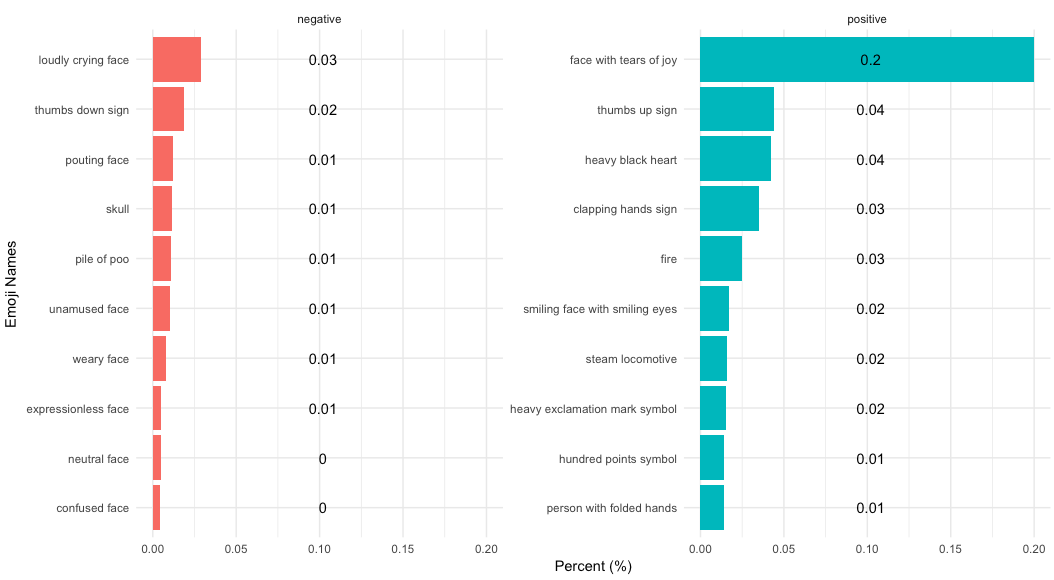 negative
loudly crying face 0.03
thumbs down sign 0.02
pouting face 0.01
skull 0.01
pile of poo 0.01
unamused face 0.01
weary face 0.01
expressionless face 0.01
neutral face 0
confused face 0
0.00 0.05 0.10 0.15 0.20
positive
face with tears of joy 0.2
thumbs up sign 0.04
heavy black heart 0.04
clapping hands sign 0.03
fire 0.03
smiling face with smiling eyes 0.02
steam locomotive 0.02
heavy exclamation mark symbol 0.02
hundred points symbol 0.01
person with folded hands 0.01
0.00 0.05 0.10 0.15 0.20
Emoji Names
Percent (%)